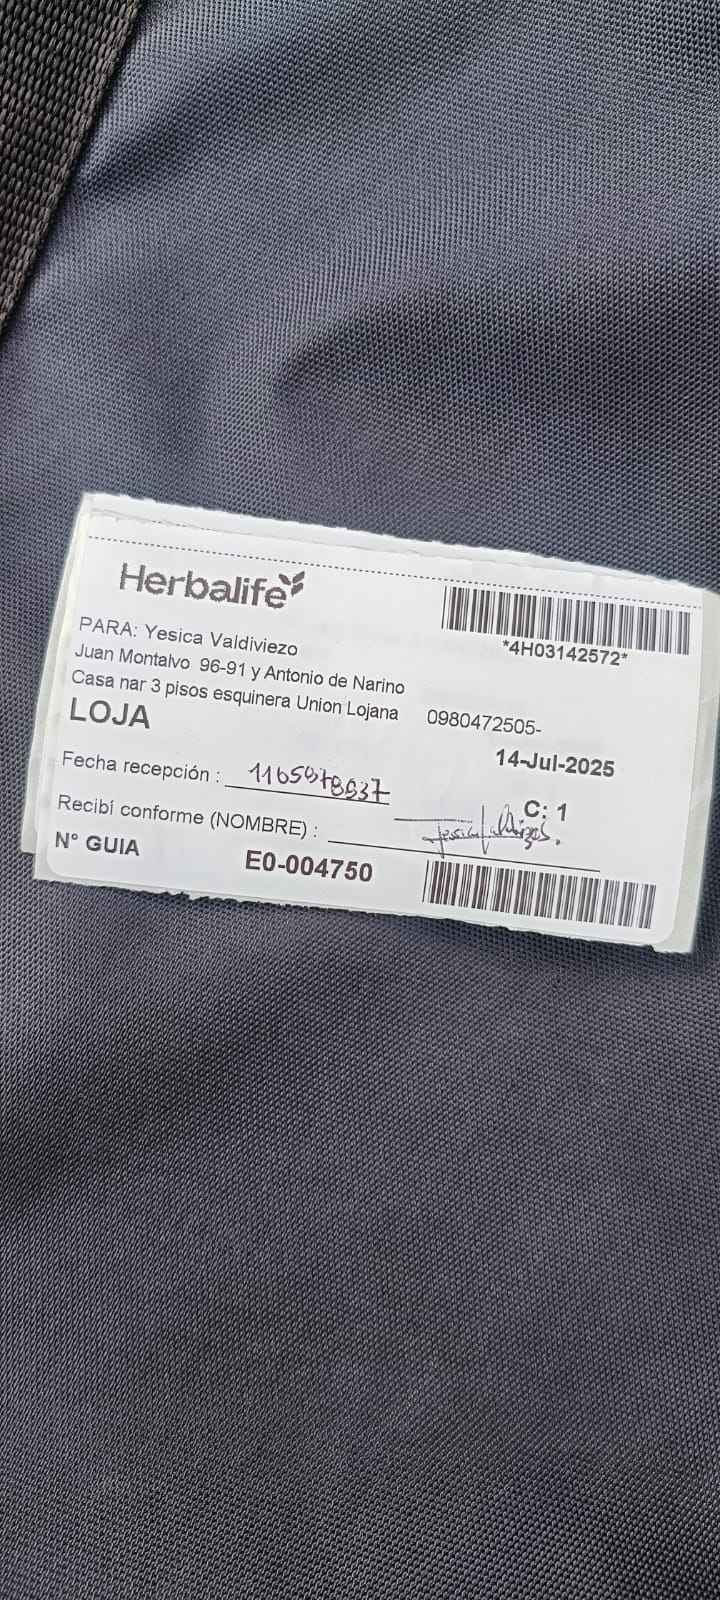 Herbalife
*4H03142572*
PARA: Yesica Valdiviezo
Juan Montalvo 96-91 y Antonio de Narino
Casa nar 3 pisos esquinera Union Lojana 0980472505-
LOJA
14-Jul-2025
Fecha recepción :
C: 1
Recibí conforme (NOMBRE) :
N° GUIA E0-004750